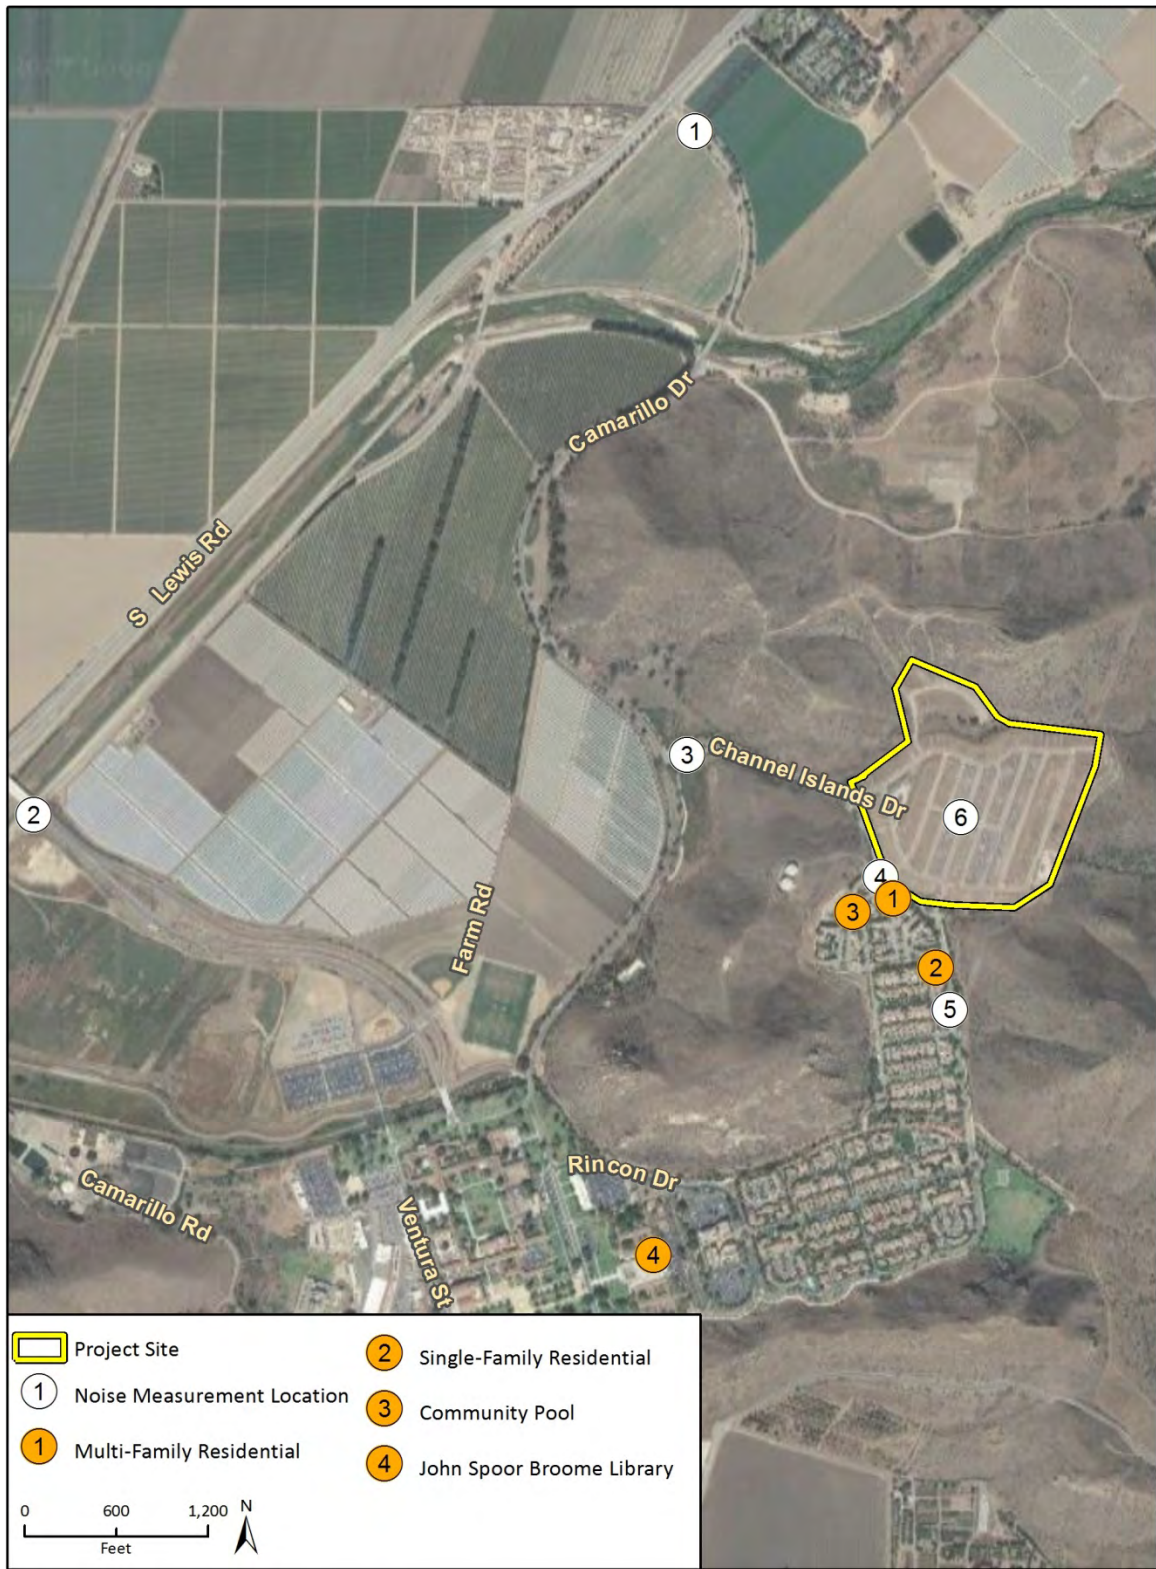 1
Camarillo Dr
S Lewis Rd
3
Channel Islands Dr
2
6
4
1
3
Farm Rd
2
5
Rincon Dr
Camarillo Rd
Ventura St
4
Project Site
1 Noise Measurement Location
1 Multi-Family Residential
2 Single-Family Residential
3 Community Pool
4 John Spoor Broome Library
0 600 1,200
Feet
N